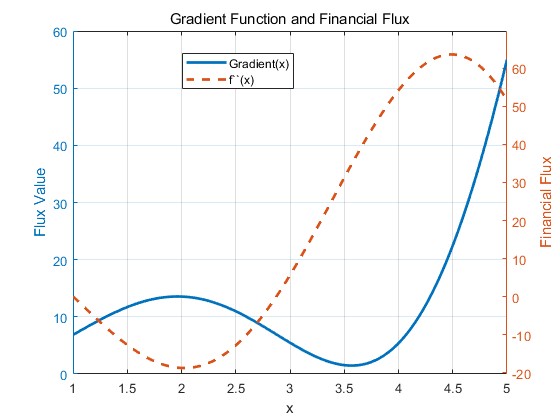 Gradient Function and Financial Flux
Gradient(x)
f``(x)
Flux Value
60
50
40
30
20
10
0
Financial Flux
60
50
40
30
20
10
0
-10
-20
1 1.5 2 2.5 3 3.5 4 4.5 5
x